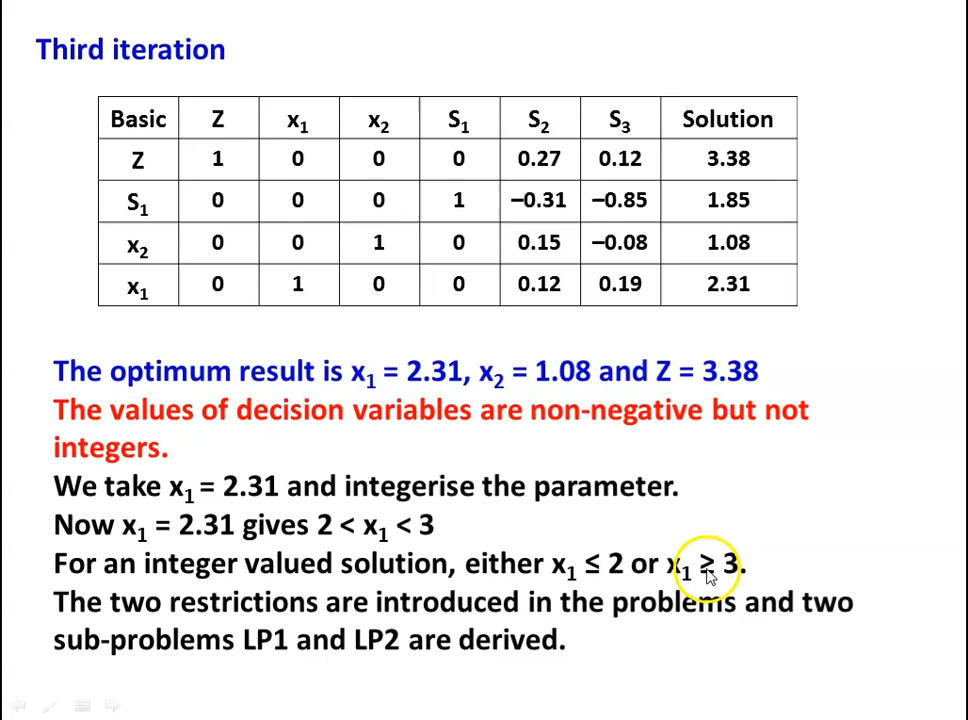 Third iteration
Basic Z x₁ x₂ S₁ S₂ S₃ Solution
Z 1 0 0 0 0.27 0.12 3.38
S₁ 0 0 0 1 –0.31 –0.85 1.85
x₂ 0 0 1 0 0.15 –0.08 1.08
x₁ 0 1 0 0 0.12 0.19 2.31
The optimum result is x₁ = 2.31, x₂ = 1.08 and Z = 3.38
The values of decision variables are non-negative but not
integers.
We take x₁ = 2.31 and integerise the parameter.
Now x₁ = 2.31 gives 2 < x₁ < 3
For an integer valued solution, either x₁ ≤ 2 or x₁ ≥ 3.
The two restrictions are introduced in the problems and two
sub-problems LP1 and LP2 are derived.